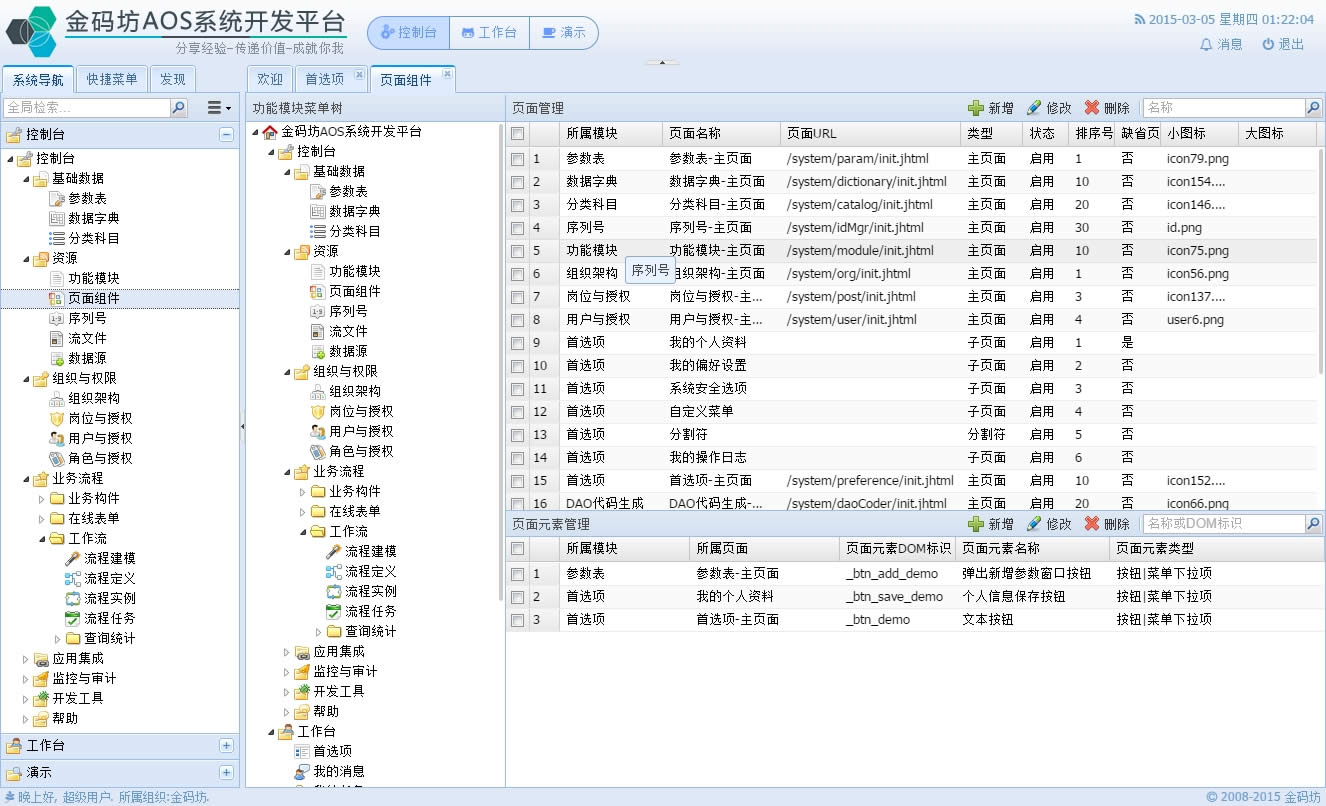 金码坊AOS系统开发平台
分享经验-传递价值-成就你我
控制台 工作台 演示
2015-03-05 星期四 01:22:04
消息 退出
系统导航 快捷菜单 发现
欢迎 首选项 页面组件
全局检索...
控制台
控制台
基础数据
参数表
数据字典
分类科目
资源
功能模块
页面组件
序列号
流文件
数据源
组织与权限
组织架构
岗位与授权
用户与授权
角色与授权
业务流程
业务构件
在线表单
工作流
流程建模
流程定义
流程实例
流程任务
查询统计
应用集成
监控与审计
开发工具
帮助
工作台
演示
功能模块菜单树
金码坊AOS系统开发平台
控制台
基础数据
参数表
数据字典
分类科目
资源
功能模块
页面组件
序列号
流文件
数据源
组织与权限
组织架构
岗位与授权
用户与授权
角色与授权
业务流程
业务构件
在线表单
工作流
流程建模
流程定义
流程实例
流程任务
查询统计
应用集成
监控与审计
开发工具
帮助
工作台
首选项
我的消息
页面管理 新增 修改 删除 名称
所属模块 页面名称 页面URL 类型 状态 排序号 缺省页 小图标 大图标
1 参数表 参数表-主页面 /system/param/init.jhtml 主页面 启用 1 否 icon79.png
2 数据字典 数据字典-主页面 /system/dictionary/init.jhtml 主页面 启用 10 否 icon154....
3 分类科目 分类科目-主页面 /system/catalog/init.jhtml 主页面 启用 20 否 icon146....
4 序列号 序列号-主页面 /system/idMgr/init.jhtml 主页面 启用 30 否 id.png
5 功能模块 功能模块-主页面 /system/module/init.jhtml 主页面 启用 10 否 icon75.png
6 组织架构 组织架构-主页面 /system/org/init.jhtml 主页面 启用 1 否 icon56.png
序列号
7 岗位与授权 岗位与授权-主... /system/post/init.jhtml 主页面 启用 3 否 icon137....
8 用户与授权 用户与授权-主... /system/user/init.jhtml 主页面 启用 4 否 user6.png
9 首选项 我的个人资料 子页面 启用 1 是
10 首选项 我的偏好设置 子页面 启用 2 否
11 首选项 系统安全选项 子页面 启用 3 否
12 首选项 自定义菜单 子页面 启用 4 否
13 首选项 分割符 分割符 启用 5 否
14 首选项 我的操作日志 子页面 启用 6 否
15 首选项 首选项-主页面 /system/preference/init.jhtml 主页面 启用 10 否 icon152....
16 DAO代码生成 DAO代码生成-... /system/daoCoder/init.jhtml 主页面 启用 20 否 icon66.png
页面元素管理 新增 修改 删除 名称或DOM标识
所属模块 所属页面 页面元素DOM标识 页面元素名称 页面元素类型
1 参数表 参数表-主页面 _btn_add_demo 弹出新增参数窗口按钮 按钮|菜单下拉项
2 首选项 我的个人资料 _btn_save_demo 个人信息保存按钮 按钮|菜单下拉项
3 首选项 首选项-主页面 _btn_demo 文本按钮 按钮|菜单下拉项
晚上好, 超级用户. 所属组织:金码坊.
© 2008-2015 金码坊